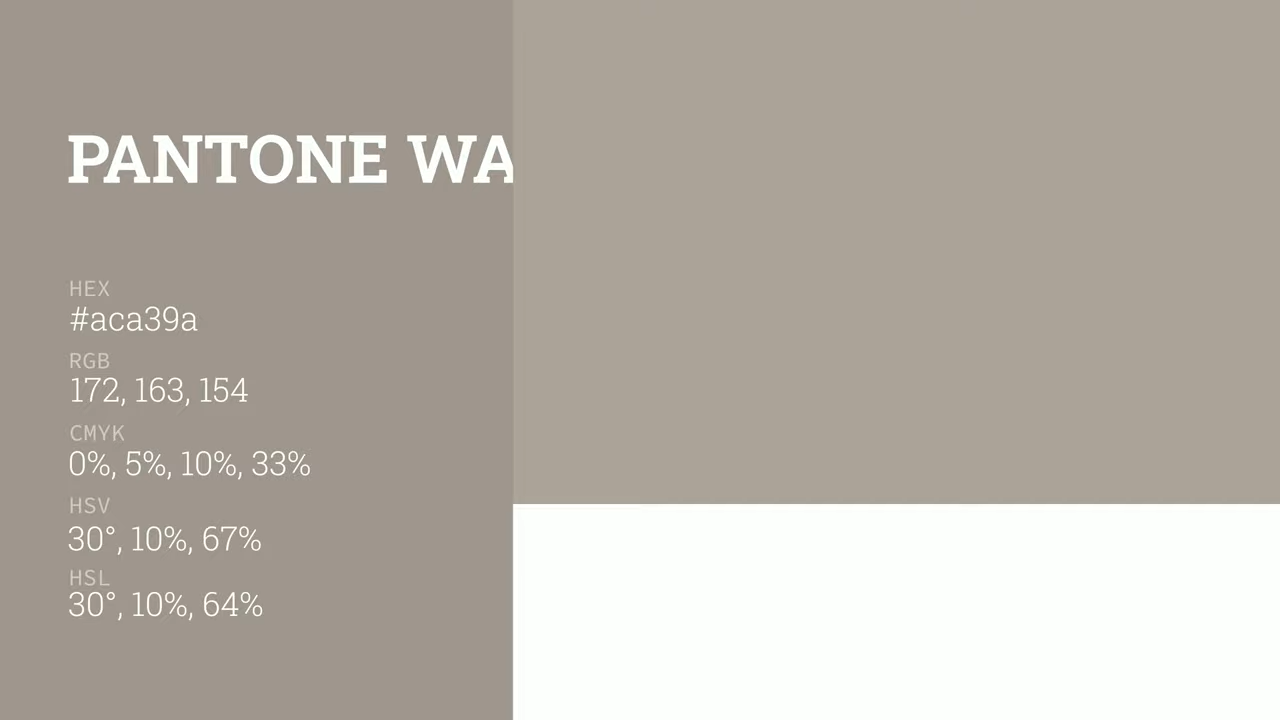 PANTONE WA
HEX
#aca39a
RGB
172, 163, 154
CMYK
0%, 5%, 10%, 33%
HSV
30°, 10%, 67%
HSL
30°, 10%, 64%